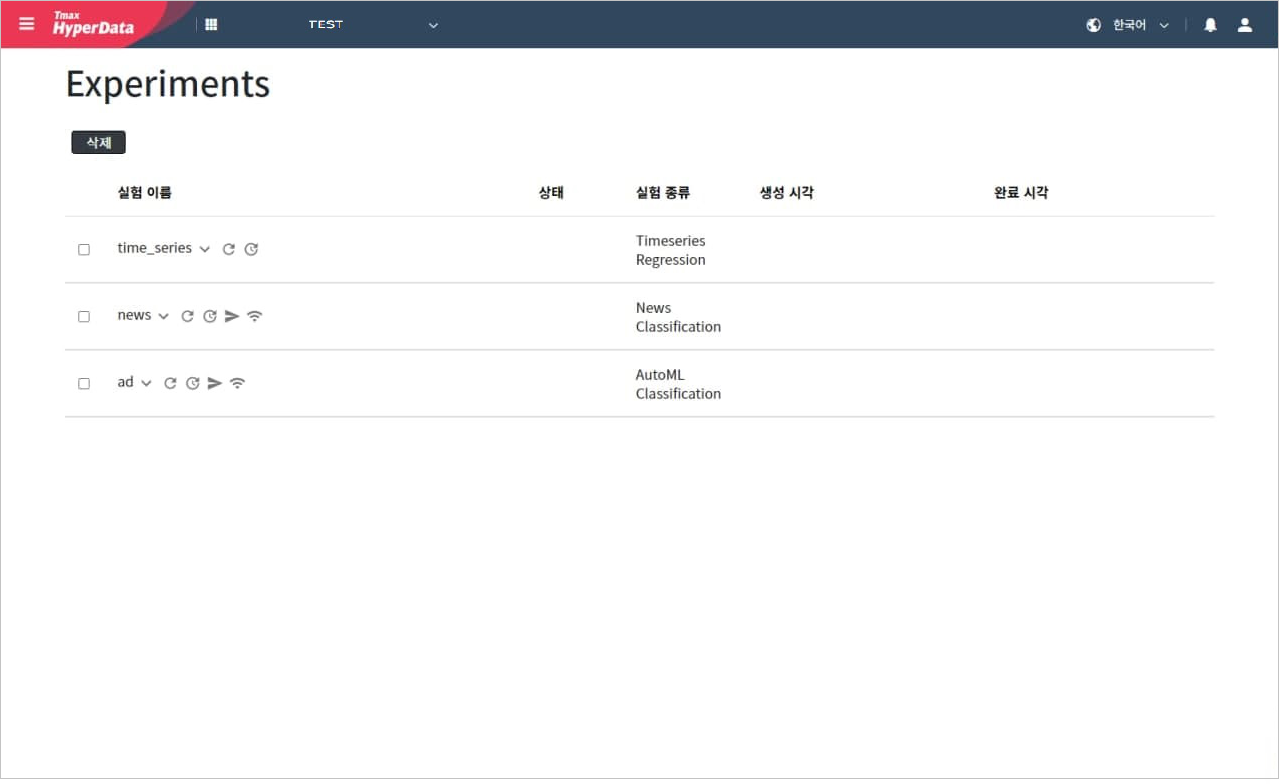 Tmax
HyperData
TEST
한국어
Experiments
삭제
실험 이름 상태 실험 종류 생성 시각 완료 시각
time_series
Timeseries
Regression
news
News
Classification
ad
AutoML
Classification